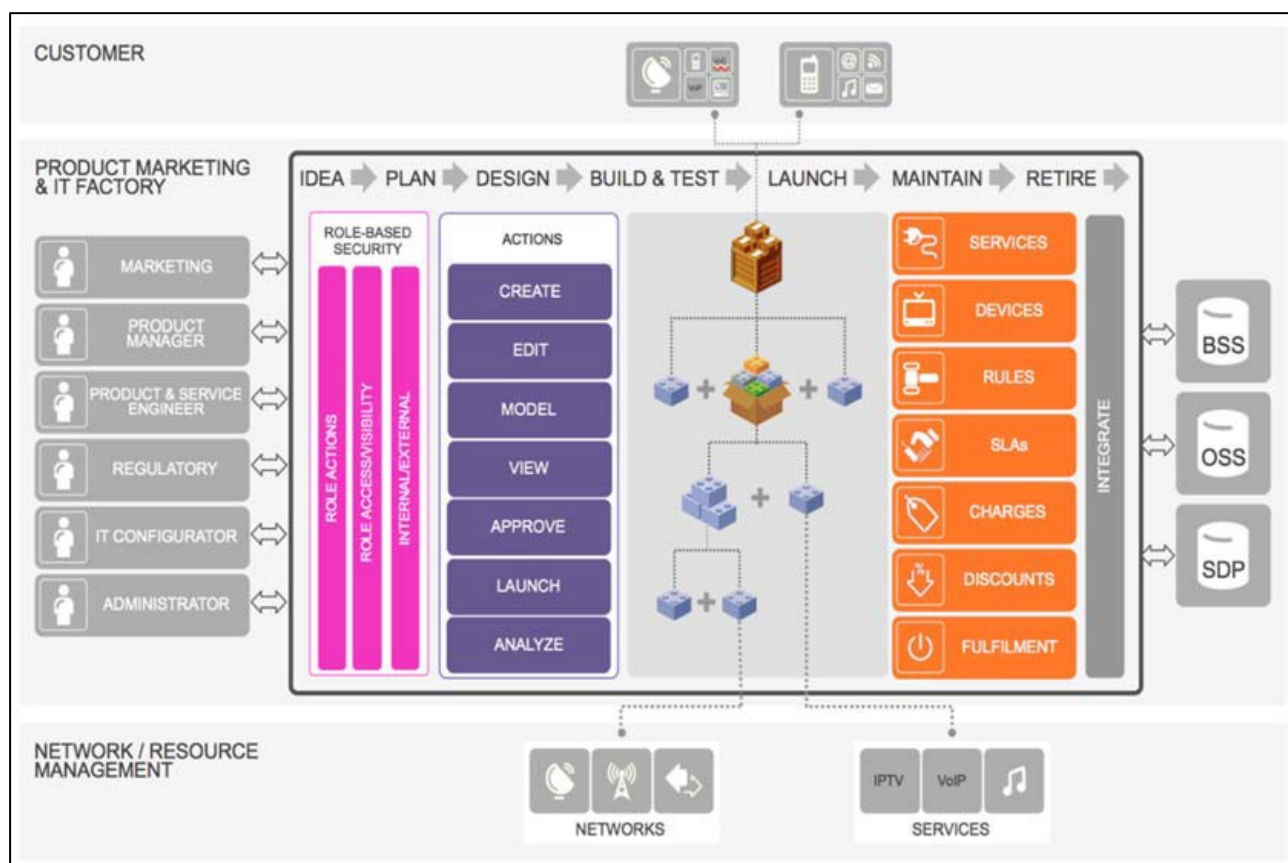 CUSTOMER
VoIP
PRODUCT MARKETING
& IT FACTORY
IDEA
PLAN
DESIGN
BUILD & TEST
LAUNCH
MAINTAIN
RETIRE
MARKETING
PRODUCT
MANAGER
PRODUCT & SERVICE
ENGINEER
REGULATORY
IT CONFIGURATOR
ADMINISTRATOR
ROLE-BASED
SECURITY
ROLE ACTIONS
ROLE ACCESS/VISIBILITY
INTERNAL/EXTERNAL
ACTIONS
CREATE
EDIT
MODEL
VIEW
APPROVE
LAUNCH
ANALYZE
SERVICES
DEVICES
RULES
SLAs
CHARGES
%
DISCOUNTS
FULFILMENT
INTEGRATE
BSS
OSS
SDP
NETWORK / RESOURCE
MANAGEMENT
NETWORKS
IPTV
VoIP
SERVICES